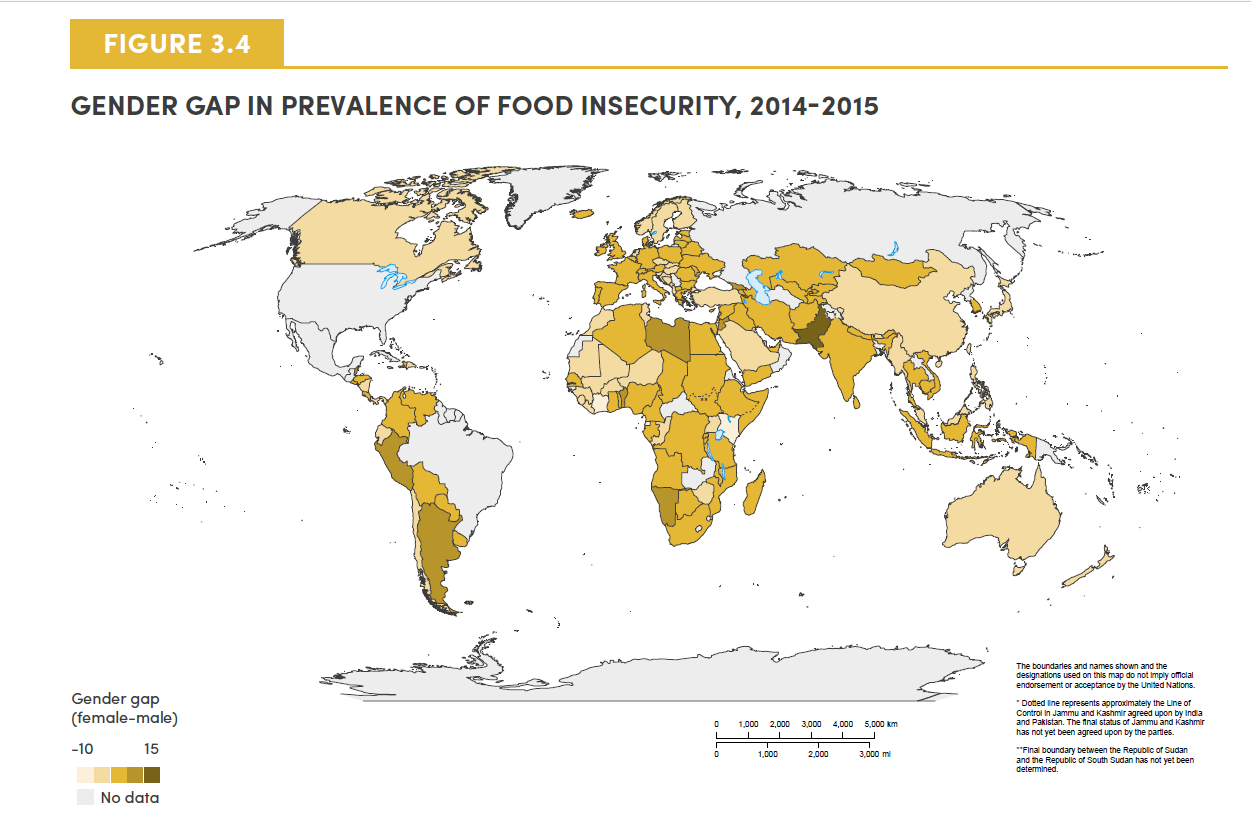 FIGURE 3.4
GENDER GAP IN PREVALENCE OF FOOD INSECURITY, 2014-2015
Gender gap
(female-male)
-10 15
No data
0 1,000 2,000 3,000 4,000 5,000 km
0 1,000 2,000 3,000 mi
The boundaries and names shown and the
designations used on this map do not imply official
endorsement or acceptance by the United Nations.
* Dotted line represents approximately the Line of
Control in Jammu and Kashmir agreed upon by India
and Pakistan. The final status of Jammu and Kashmir
has not yet been agreed upon by the parties.
**Final boundary between the Republic of Sudan
and the Republic of South Sudan has not yet been
determined.